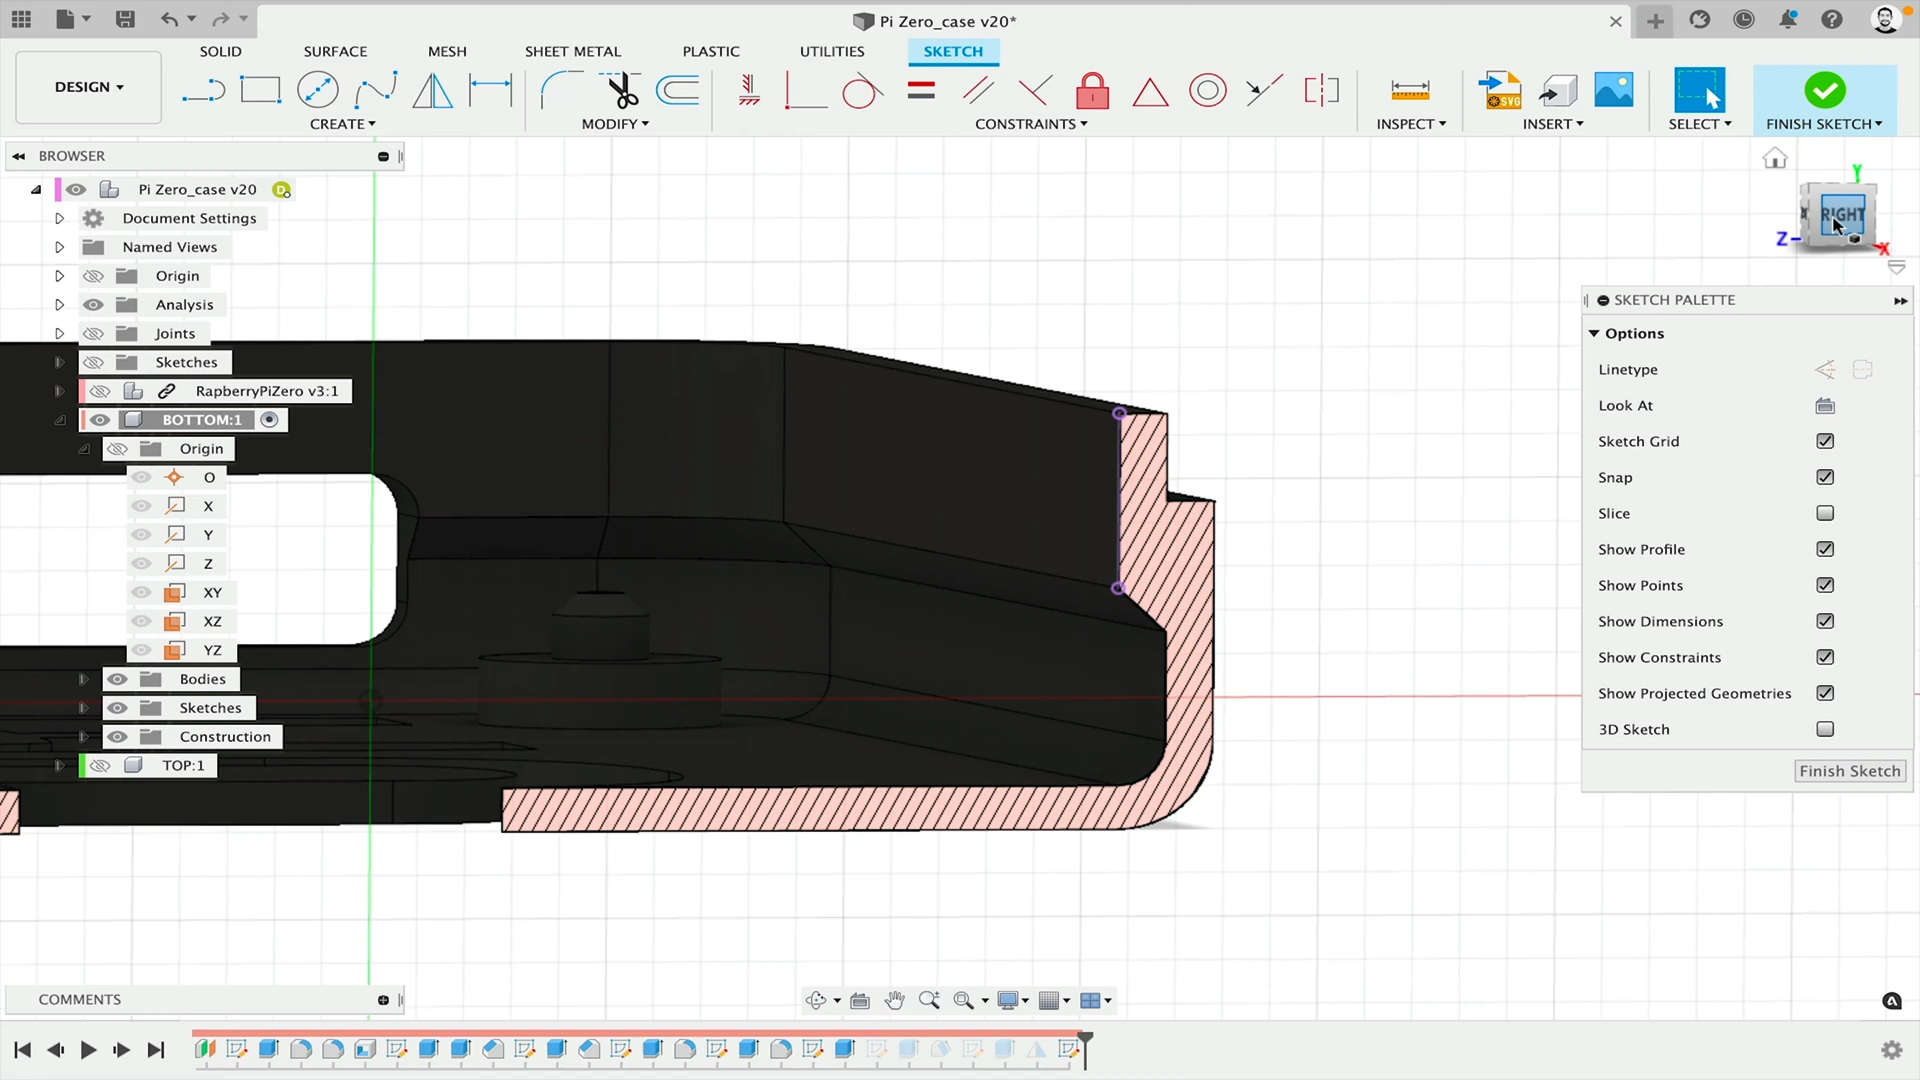 Pi Zero_case v20*
SOLID
SURFACE
MESH
SHEET METAL
PLASTIC
UTILITIES
SKETCH
DESIGN
SVG
CREATE
MODIFY
CONSTRAINTS
INSPECT
INSERT
SELECT
FINISH SKETCH
BROWSER
Pi Zero_case v20
D
Document Settings
Named Views
Origin
Analysis
Joints
Sketches
RapberryPiZero v3:1
BOTTOM:1
Origin
O
X
Y
Z
XY
XZ
YZ
Bodies
Sketches
Construction
TOP:1
Y
RIGHT
Z
X
SKETCH PALETTE
Options
Linetype
Look At
Sketch Grid
Snap
Slice
Show Profile
Show Points
Show Dimensions
Show Constraints
Show Projected Geometries
3D Sketch
Finish Sketch
COMMENTS